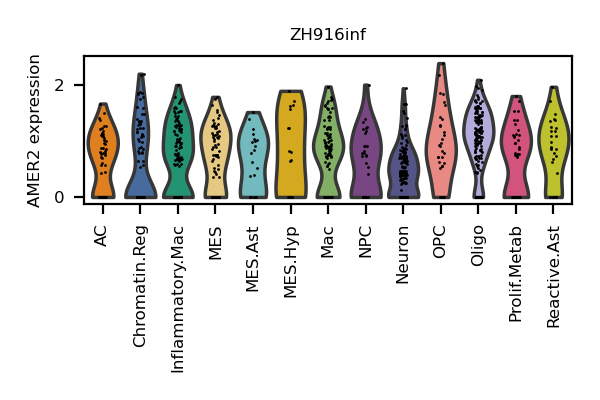 ZH916inf
AMER2 expression
2
0
AC
Chromatin.Reg
Inflammatory.Mac
MES
MES.Ast
MES.Hyp
Mac
NPC
Neuron
OPC
Oligo
Prolif.Metab
Reactive.Ast